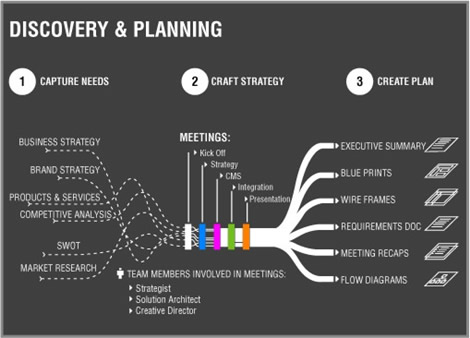 DISCOVERY & PLANNING
1 CAPTURE NEEDS
2 CRAFT STRATEGY
3 CREATE PLAN
BUSINESS STRATEGY
BRAND STRATEGY
PRODUCTS & SERVICES
COMPETITIVE ANALYSIS
SWOT
MARKET RESEARCH
MEETINGS:
Kick Off
Strategy
CMS
Integration
Presentation
TEAM MEMBERS INVOLVED IN MEETINGS:
Strategist
Solution Architect
Creative Director
EXECUTIVE SUMMARY
BLUE PRINTS
WIRE FRAMES
REQUIREMENTS DOC
MEETING RECAPS
FLOW DIAGRAMS